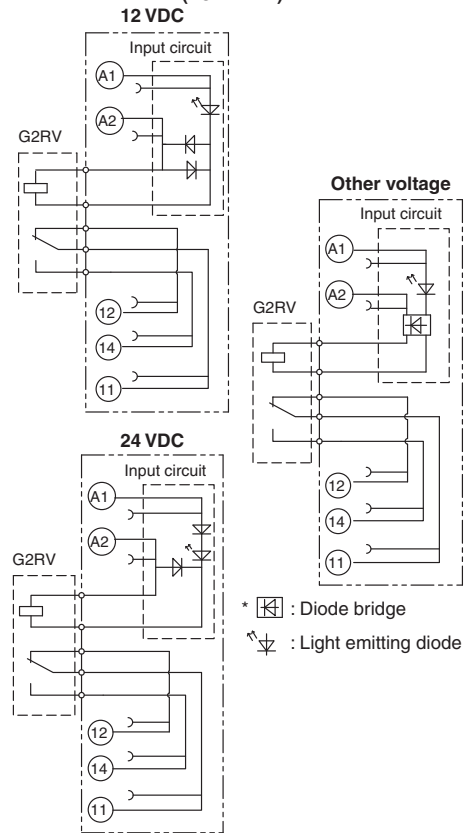 12 VDC
Input circuit
A1
A2
G2RV
12
14
11
24 VDC
Input circuit
A1
A2
G2RV
12
14
11
Other voltage
Input circuit
A1
A2
G2RV
12
14
11
* : Diode bridge
: Light emitting diode